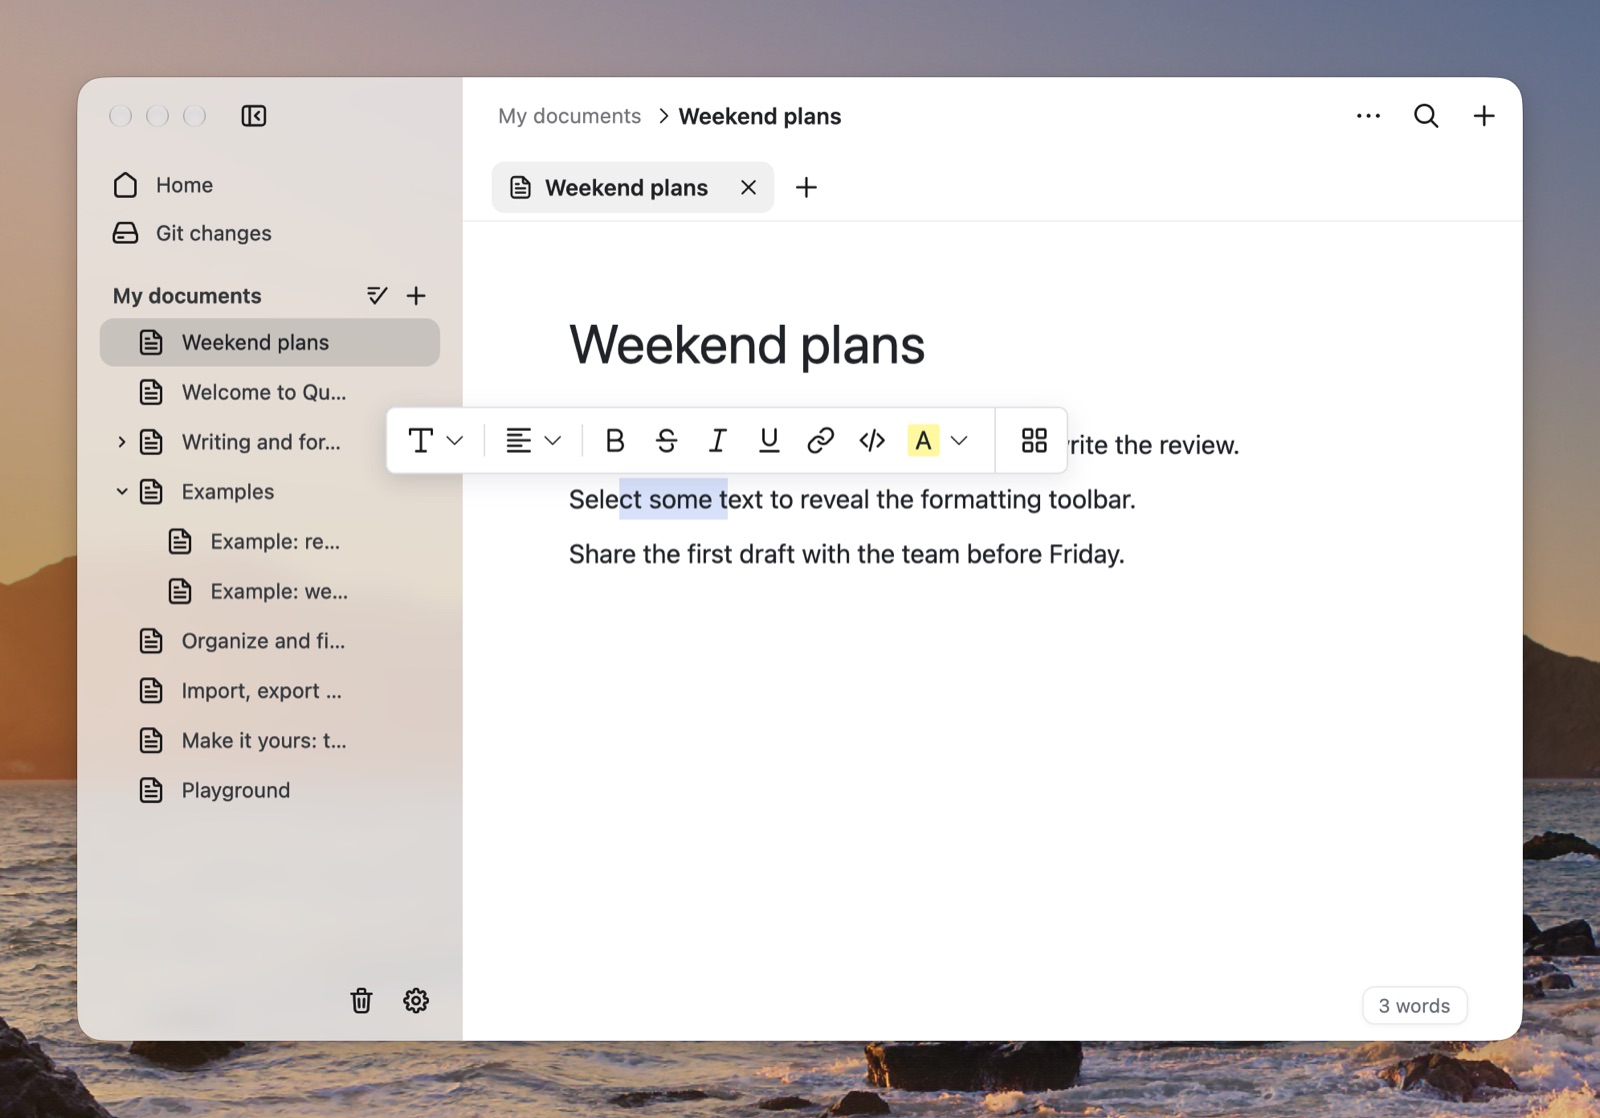 My documents > Weekend plans
Weekend plans
Home
Git changes
My documents
Weekend plans
Welcome to Qu...
Writing and for...
Examples
Example: re...
Example: we...
Organize and fi...
Import, export ...
Make it yours: t...
Playground
Weekend plans
T B S I U </> A
the review.
Select some text to reveal the formatting toolbar.
Share the first draft with the team before Friday.
3 words